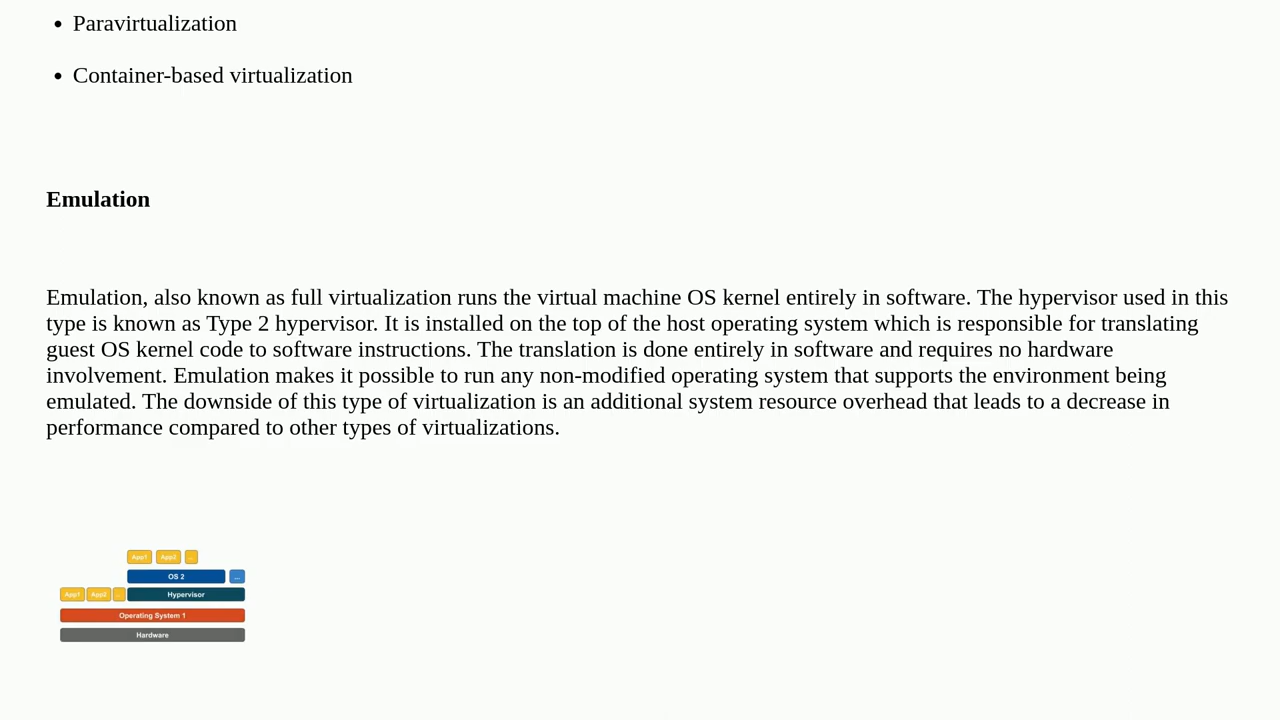 Paravirtualization
Container-based virtualization
Emulation
Emulation, also known as full virtualization runs the virtual machine OS kernel entirely in software. The hypervisor used in this
type is known as Type 2 hypervisor. It is installed on the top of the host operating system which is responsible for translating
guest OS kernel code to software instructions. The translation is done entirely in software and requires no hardware
involvement. Emulation makes it possible to run any non-modified operating system that supports the environment being
emulated. The downside of this type of virtualization is an additional system resource overhead that leads to a decrease in
performance compared to other types of virtualizations.
App1 App2 ...
OS 2 ...
App1 App2 ... Hypervisor
Operating System 1
Hardware